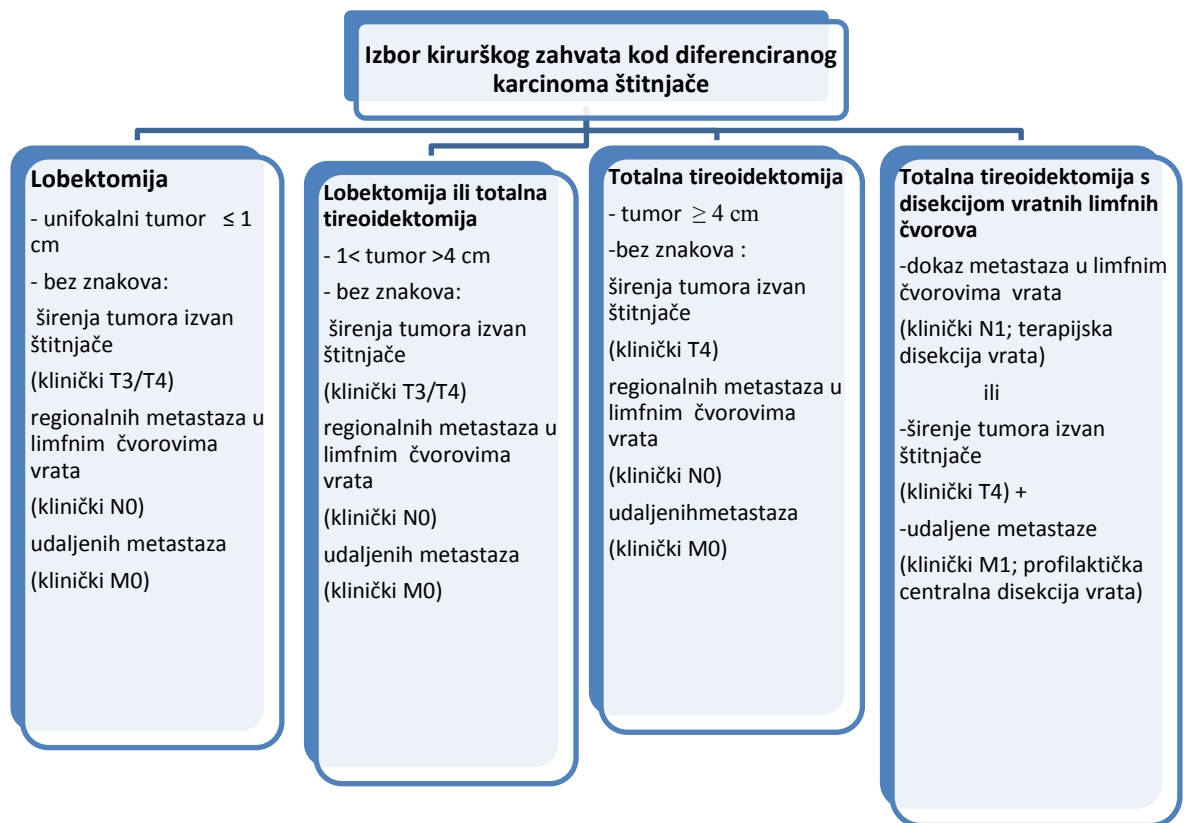 Izbor kirurškog zahvata kod diferenciranog
karcinoma štitnjače
Lobektomija
- unifokalni tumor ≤ 1
cm
- bez znakova:
širenja tumora izvan
štitnjače
(klinički T3/T4)
regionalnih metastaza u
limfnim čvorovima
vrata
(klinički N0)
udaljenih metastaza
(klinički M0)
Lobektomija ili totalna
tireoidektomija
- 1< tumor >4 cm
- bez znakova:
širenja tumora izvan
štitnjače
(klinički T3/T4)
regionalnih metastaza u
limfnim čvorovima
vrata
(klinički N0)
udaljenih metastaza
(klinički M0)
Totalna tireoidektomija
- tumor ≥ 4 cm
-bez znakova :
širenja tumora izvan
štitnjače
(klinički T4)
regionalnih metastaza u
limfnim čvorovima
vrata
(klinički N0)
udaljenihmetastaza
(klinički M0)
Totalna tireoidektomija s
disekcijom vratnih limfnih
čvorova
-dokaz metastaza u limfnim
čvorovima vrata
(klinički N1; terapijska
disekcija vrata)
ili
-širenje tumora izvan
štitnjače
(klinički T4) +
-udaljene metastaze
(klinički M1; profilaktička
centralna disekcija vrata)